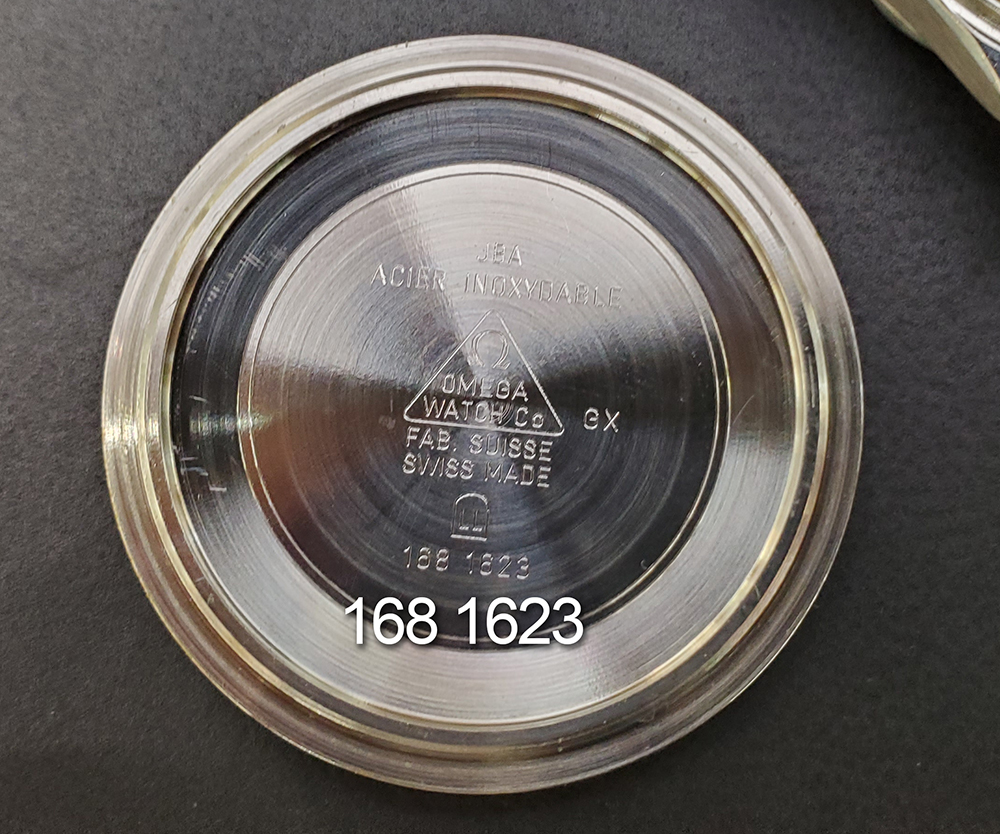 JBA
ACIER INOXYDABLE
Ω
OMEGA
WATCH Co
GX
FAB. SUISSE
SWISS MADE
B
168 1623
168 1623